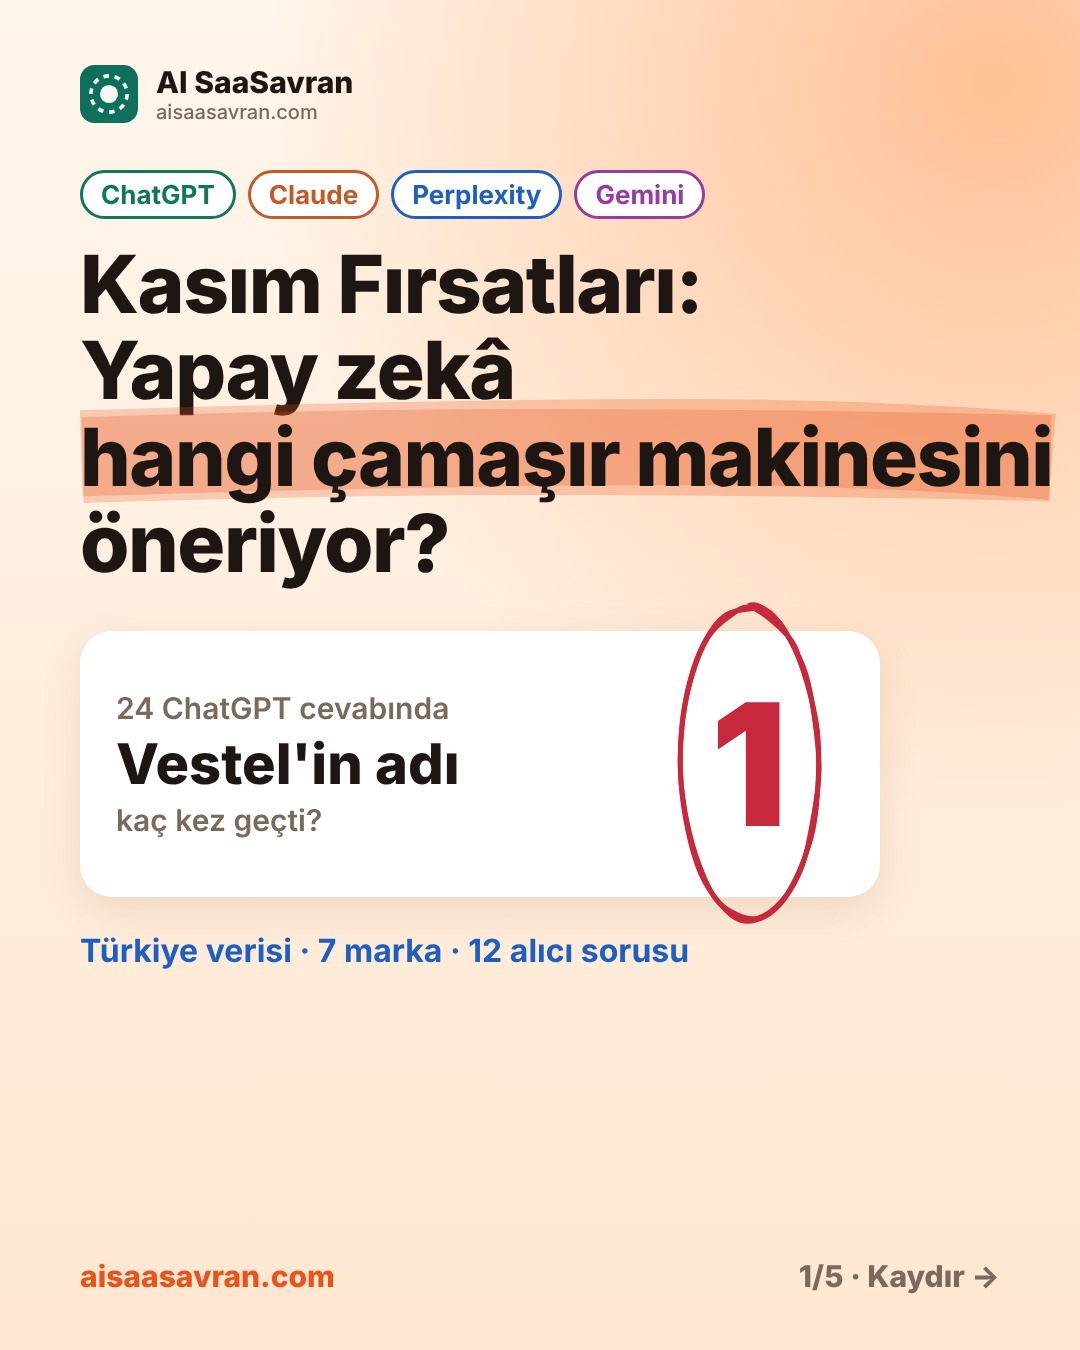 AI SaaSavran
aisaasavran.com
ChatGPT Claude Perplexity Gemini
Kasım Fırsatları:
Yapay zekâ
hangi çamaşır makinesini
öneriyor?
24 ChatGPT cevabında
Vestel'in adı
kaç kez geçti?
1
Türkiye verisi · 7 marka · 12 alıcı sorusu
aisaasavran.com
1/5 · Kaydır →